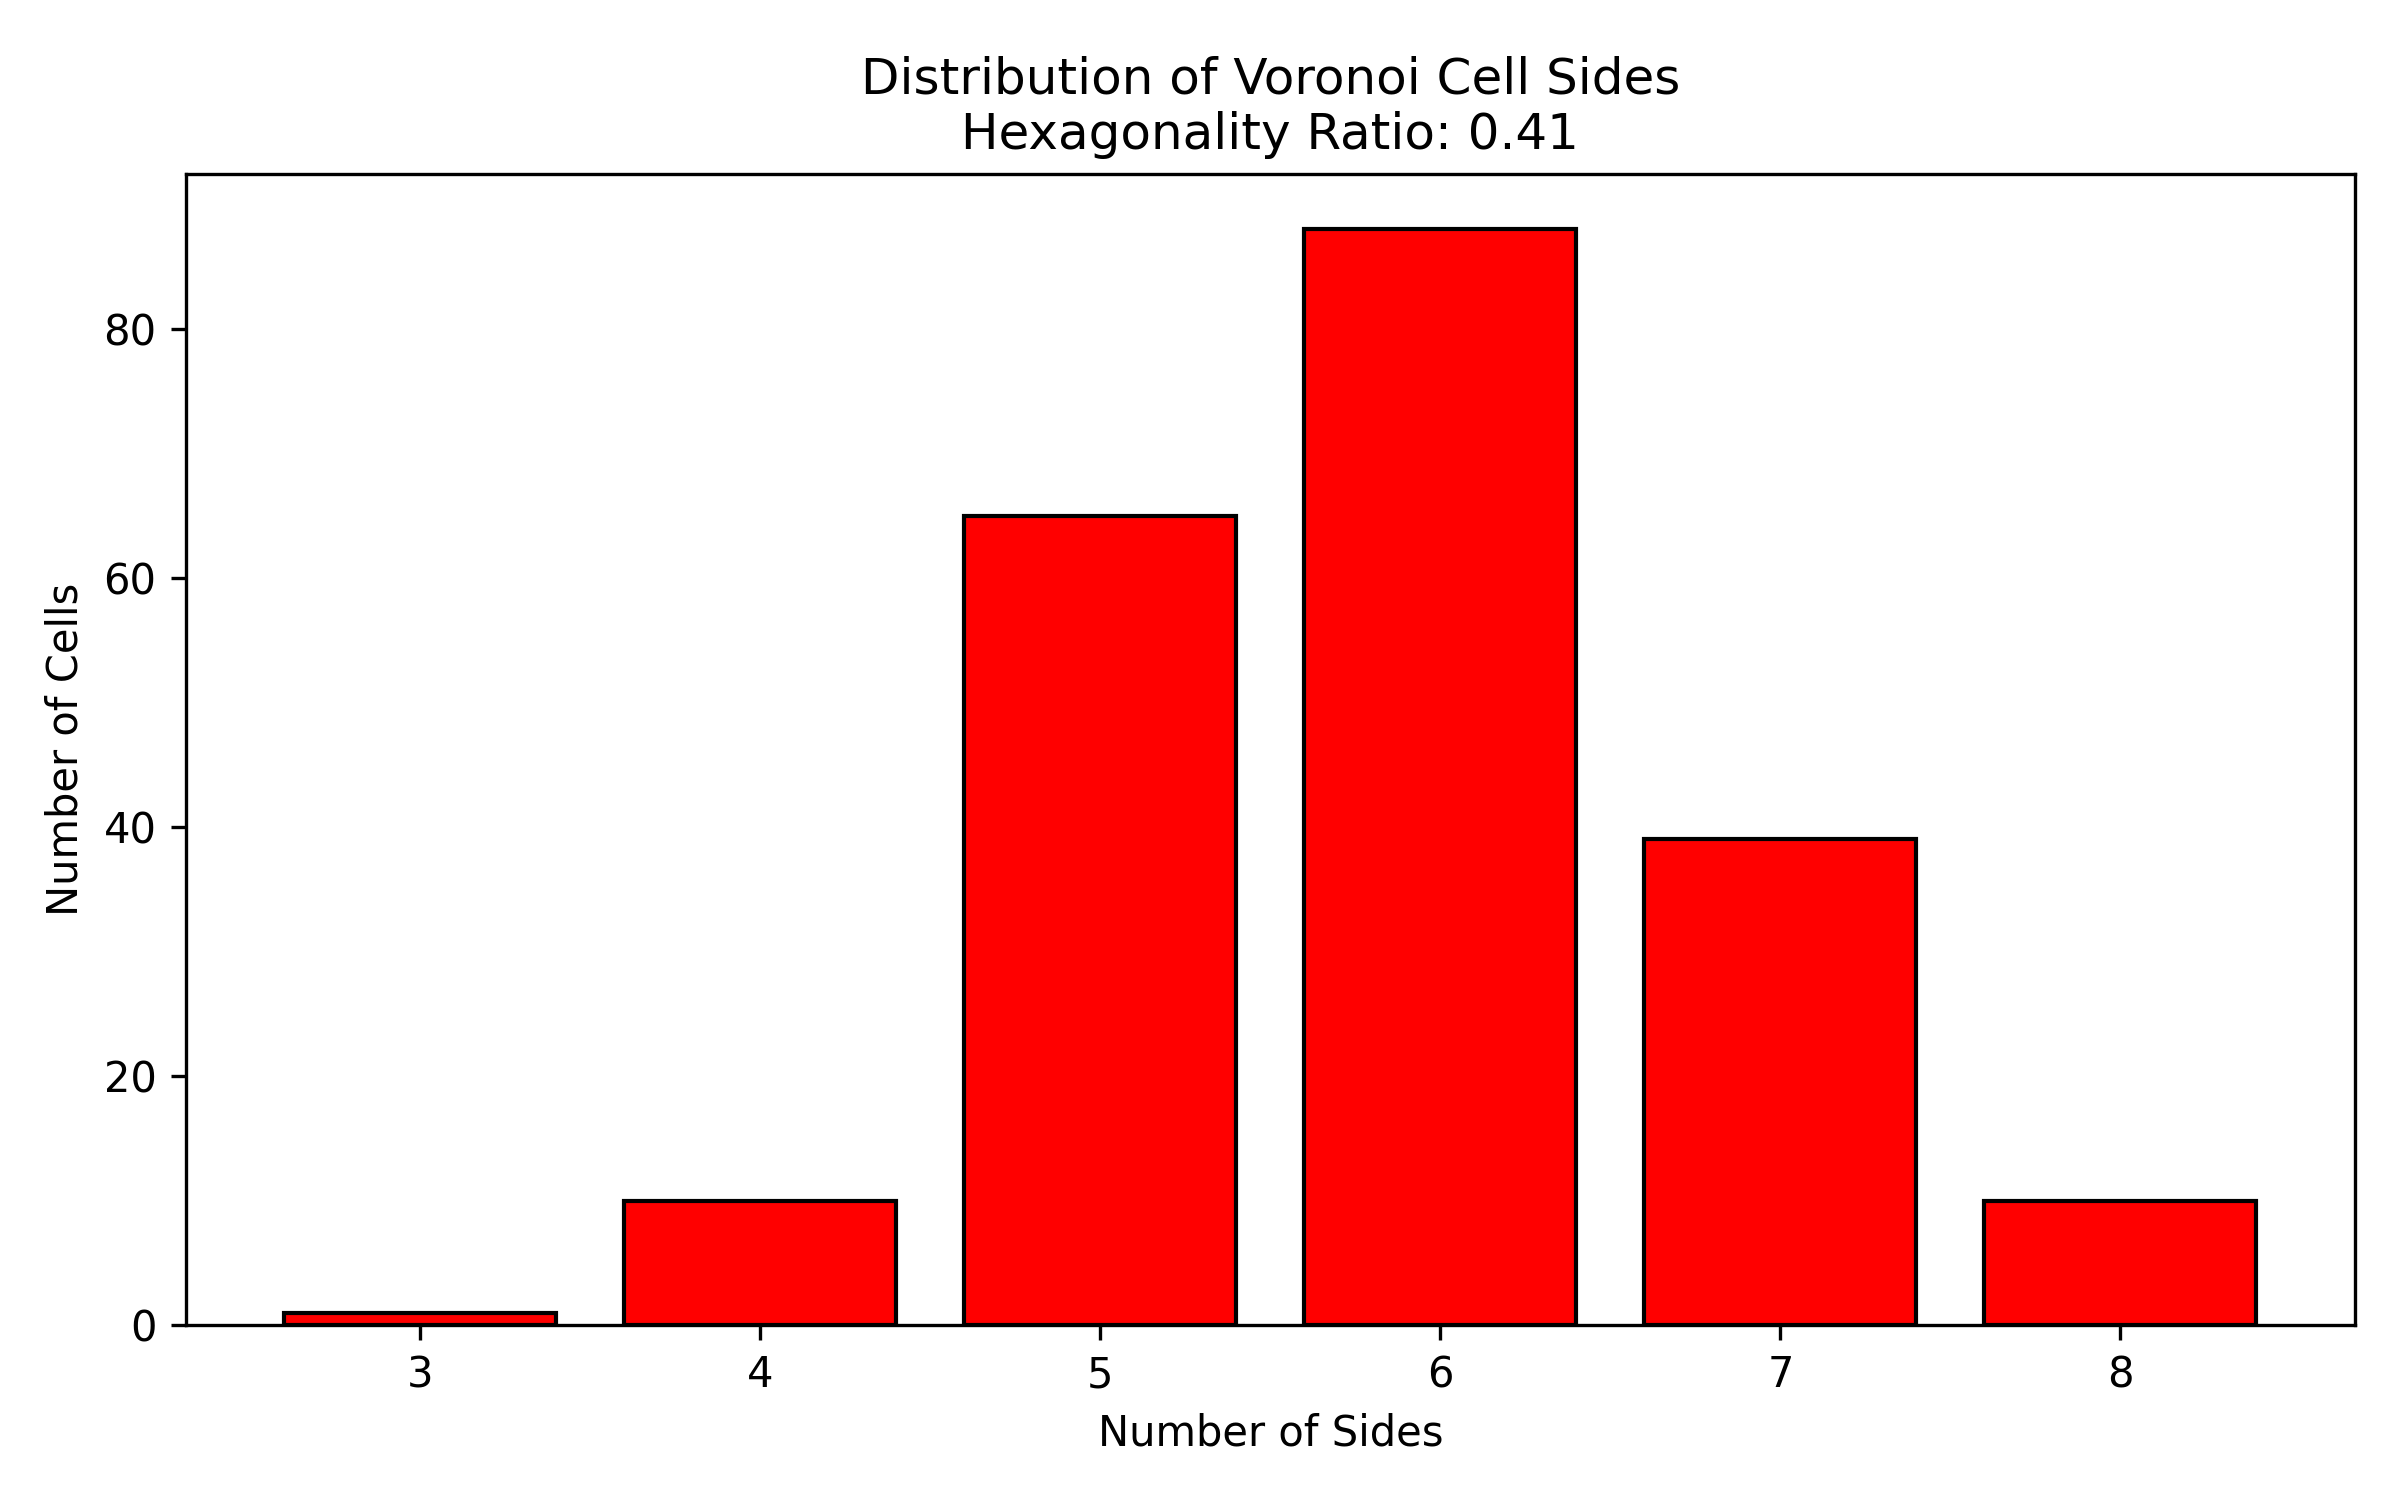 Distribution of Voronoi Cell Sides
Hexagonality Ratio: 0.41
Number of Cells
80
60
40
20
0
3 4 5 6 7 8
Number of Sides